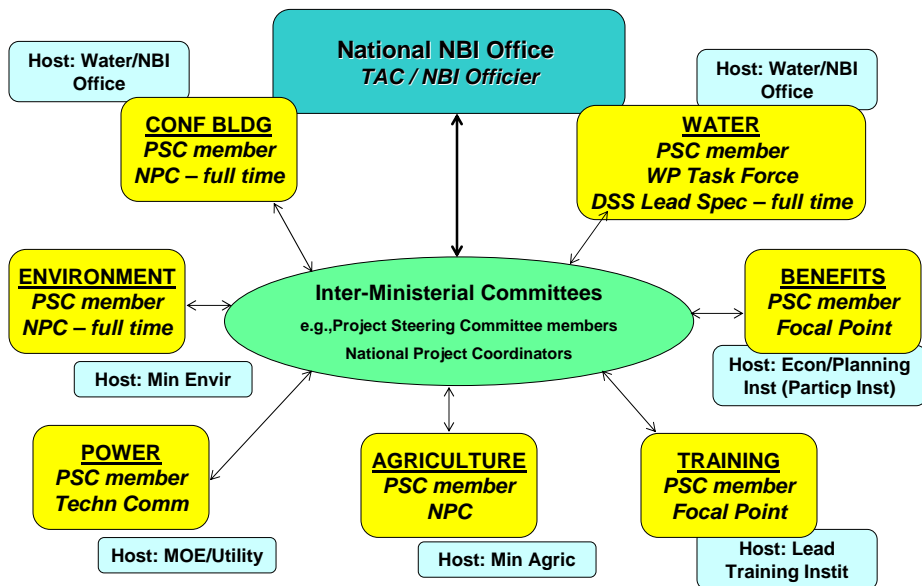 National NBI Office
TAC / NBI Officier
Host: Water/NBI
Office
Host: Water/NBI
Office
CONF BLDG
PSC member
NPC – full time
WATER
PSC member
WP Task Force
DSS Lead Spec – full time
ENVIRONMENT
PSC member
NPC – full time
Host: Min Envir
Inter-Ministerial Committees
e.g.,Project Steering Committee members
National Project Coordinators
BENEFITS
PSC member
Focal Point
Host: Econ/Planning
Inst (Particp Inst)
POWER
PSC member
Techn Comm
Host: MOE/Utility
AGRICULTURE
PSC member
NPC
Host: Min Agric
TRAINING
PSC member
Focal Point
Host: Lead
Training Instit